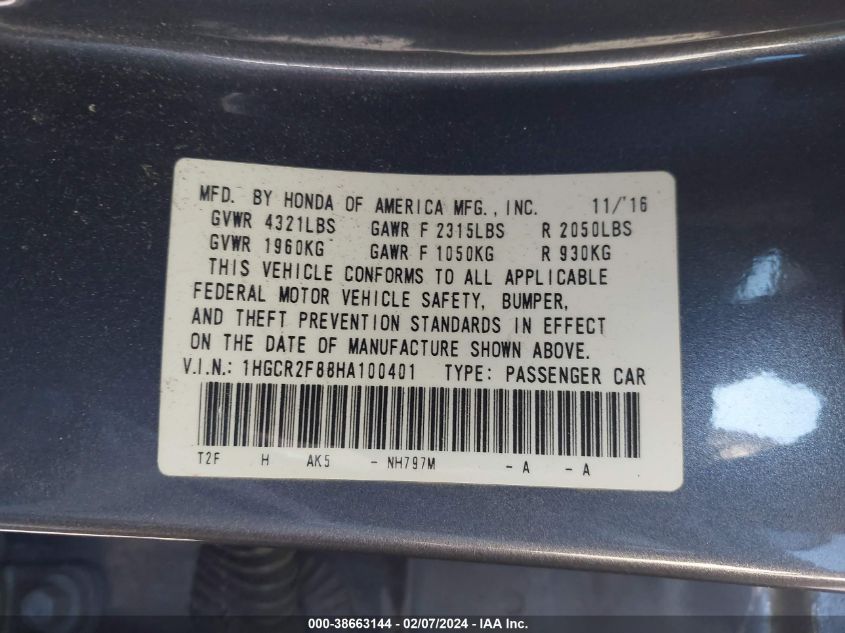 MFD. BY HONDA OF AMERICA MFG., INC. 11/'16
GVWR 4321LBS GAWR F 2315LBS R 2050LBS
GVWR 1960KG GAWR F 1050KG R 930KG
THIS VEHICLE CONFORMS TO ALL APPLICABLE
FEDERAL MOTOR VEHICLE SAFETY, BUMPER,
AND THEFT PREVENTION STANDARDS IN EFFECT
ON THE DATE OF MANUFACTURE SHOWN ABOVE.
V.I.N.: 1HGCR2F88HA100401 TYPE: PASSENGER CAR
T2F H AK5 - NH797M - A - A
000-38663144 / 02/07/2024 - IAA Inc.